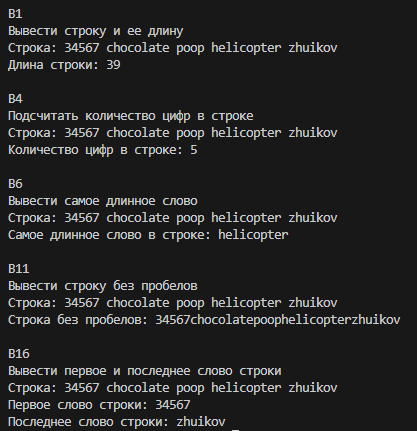 B1
Вывести строку и ее длину
Строка: 34567 chocolate poop helicopter zhuikov
Длина строки: 39
B4
Подсчитать количество цифр в строке
Строка: 34567 chocolate poop helicopter zhuikov
Количество цифр в строке: 5
B6
Вывести самое длинное слово
Строка: 34567 chocolate poop helicopter zhuikov
Самое длинное слово в строке: helicopter
B11
Вывести строку без пробелов
Строка: 34567 chocolate poop helicopter zhuikov
Строка без пробелов: 34567chocolatepoophelicopterzhuikov
B16
Вывести первое и последнее слово строки
Строка: 34567 chocolate poop helicopter zhuikov
Первое слово строки: 34567
Последнее слово строки: zhuikov